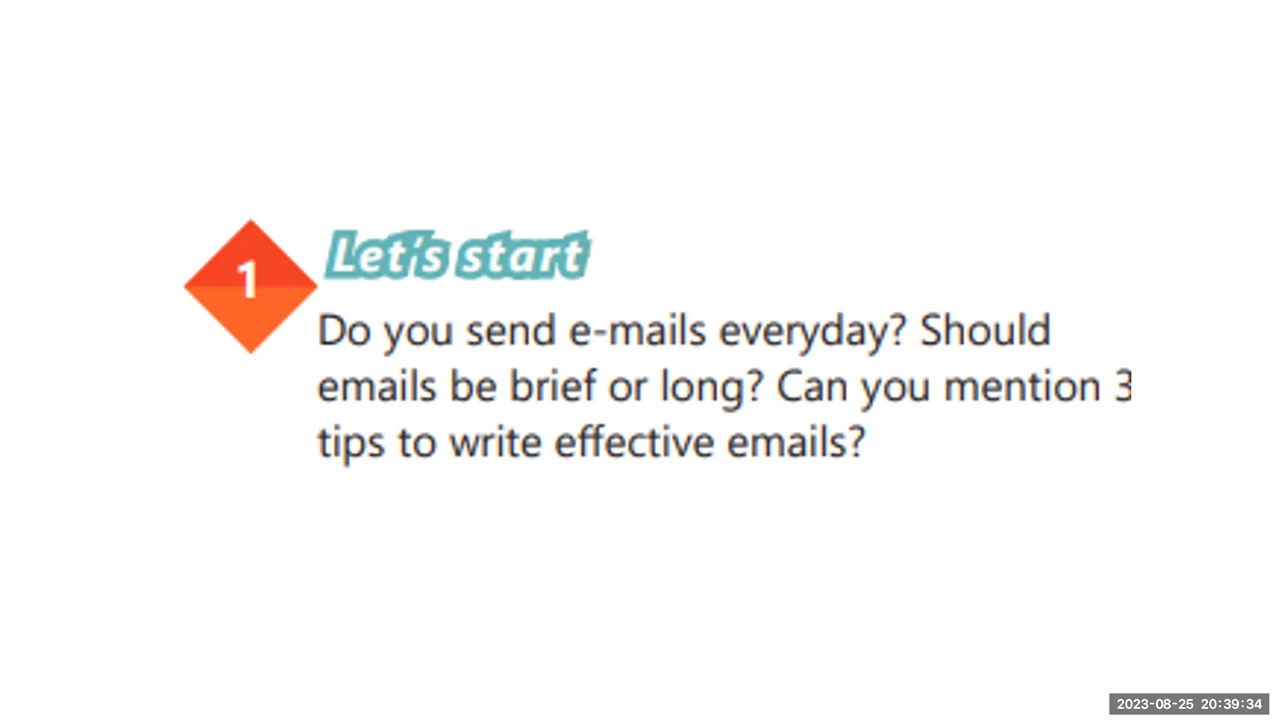 1
Let's start
Do you send e-mails everyday? Should
emails be brief or long? Can you mention 3
tips to write effective emails?
2023-08-25 20:39:34